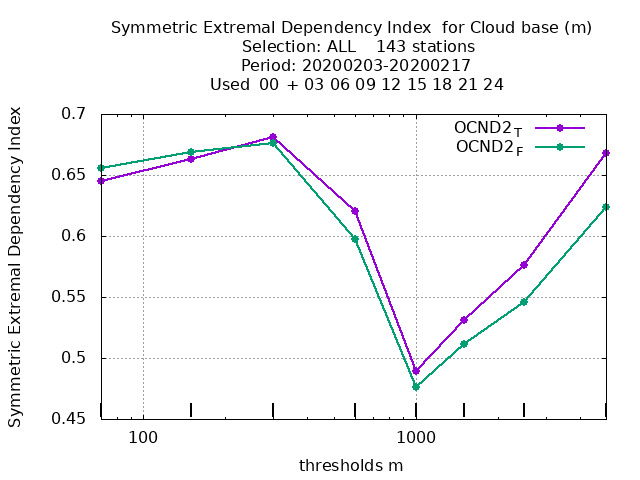 Symmetric Extremal Dependency Index  for Cloud base (m)
Selection: ALL    143 stations
Period: 20200203-20200217
Used  00 + 03 06 09 12 15 18 21 24
0.7
0.65
0.6
0.55
0.5
0.45
Symmetric Extremal Dependency Index
OCND2T
OCND2F
100
1000
thresholds m